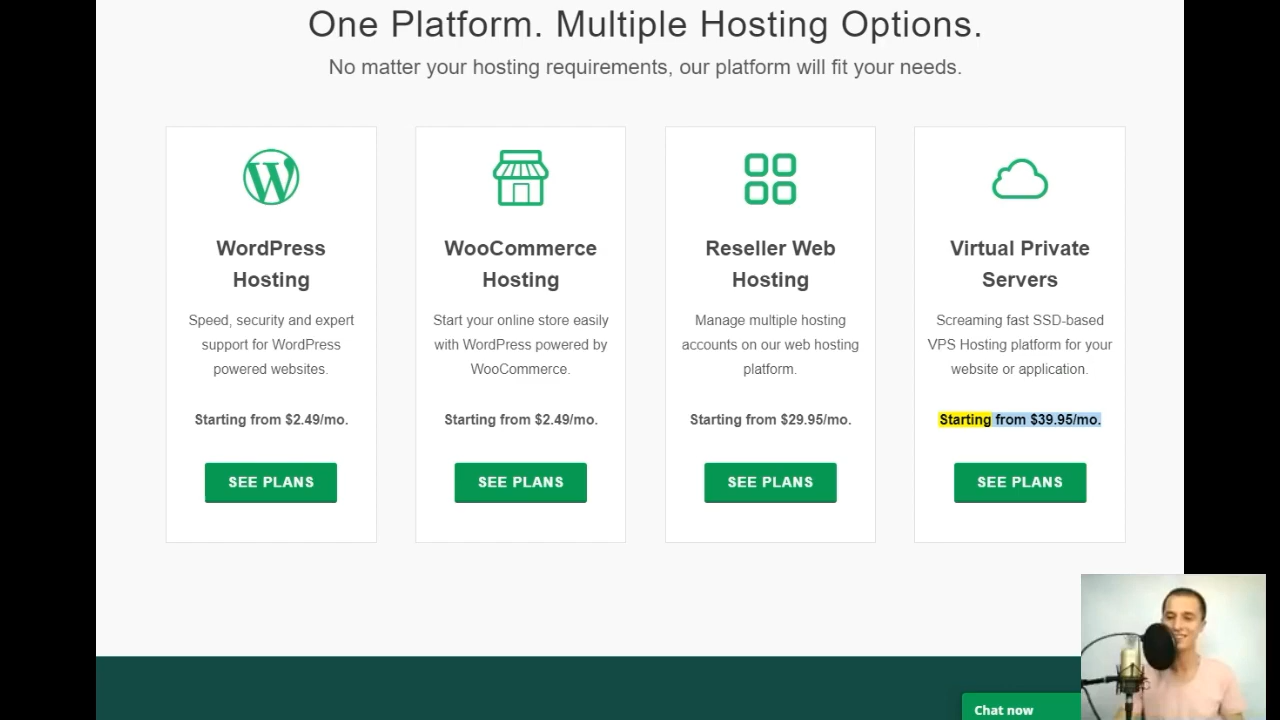 One Platform. Multiple Hosting Options.
No matter your hosting requirements, our platform will fit your needs.
WordPress
Hosting
Speed, security and expert
support for WordPress
powered websites.
Starting from $2.49/mo.
SEE PLANS
WooCommerce
Hosting
Start your online store easily
with WordPress powered by
WooCommerce.
Starting from $2.49/mo.
SEE PLANS
Reseller Web
Hosting
Manage multiple hosting
accounts on our web hosting
platform.
Starting from $29.95/mo.
SEE PLANS
Virtual Private
Servers
Screaming fast SSD-based
VPS Hosting platform for your
website or application.
Starting from $39.95/mo.
SEE PLANS
Chat now